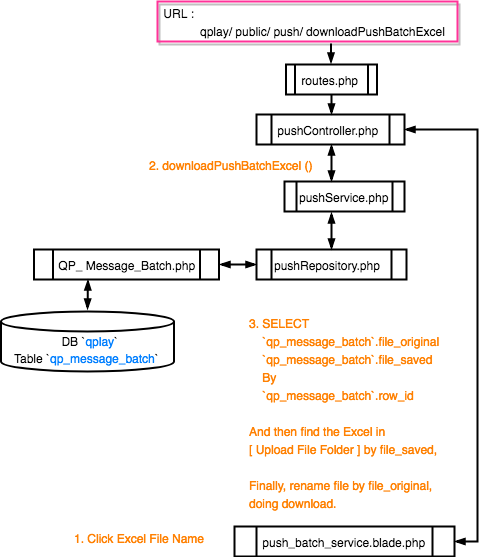 URL :
qplay/ public/ push/ downloadPushBatchExcel
routes.php
pushController.php
2. downloadPushBatchExcel ()
pushService.php
QP_ Message_Batch.php
pushRepository.php
DB `qplay`
Table `qp_message_batch`
3. SELECT
`qp_message_batch`.file_original
`qp_message_batch`.file_saved
By
`qp_message_batch`.row_id
And then find the Excel in
[ Upload File Folder ] by file_saved,
Finally, rename file by file_original,
doing download.
1. Click Excel File Name
push_batch_service.blade.php